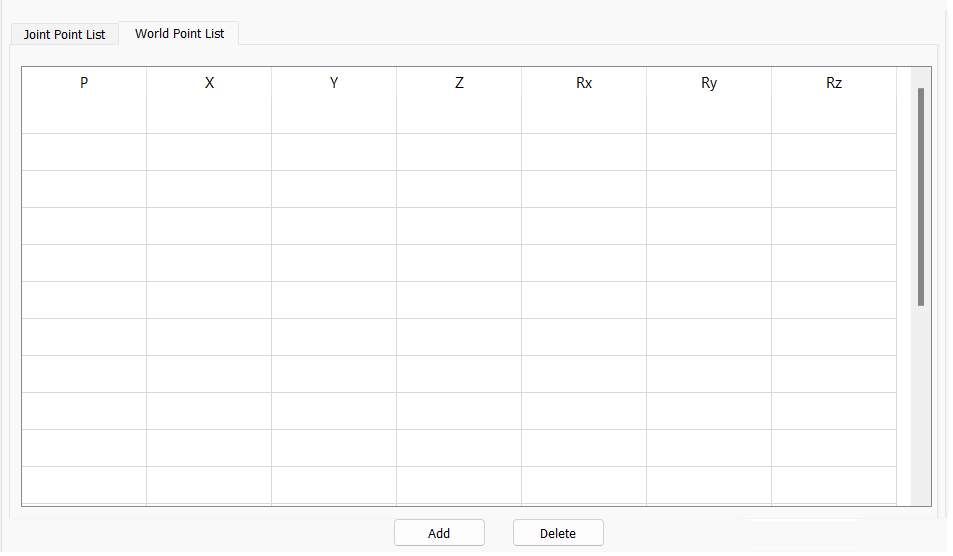 Joint Point List World Point List
P X Y Z Rx Ry Rz
Add Delete